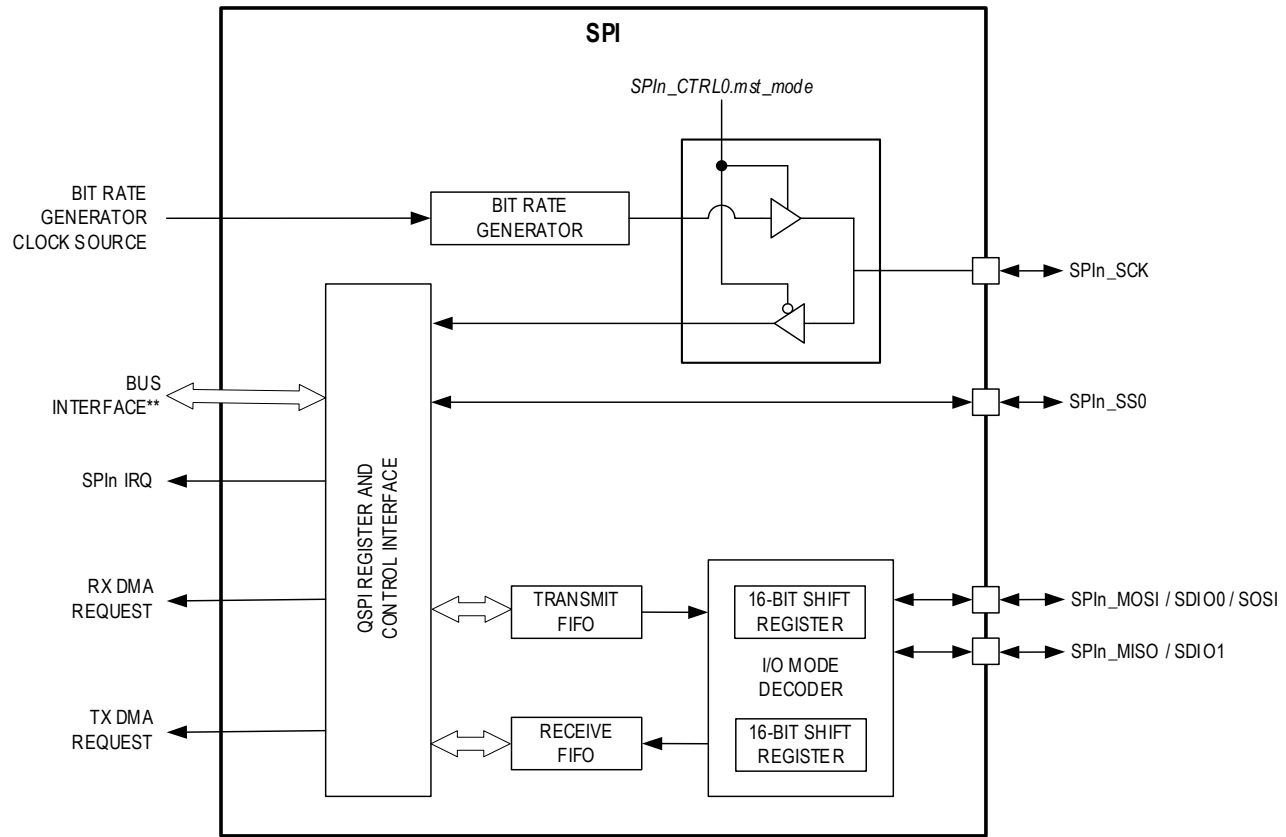 SPI
SPIn_CTRL0.mst_mode
BIT RATE
GENERATOR
CLOCK SOURCE
BIT RATE
GENERATOR
SPIn_SCK
BUS
INTERFACE**
SPIn_SS0
SPIn IRQ
QSPI REGISTER AND
CONTROL INTERFACE
RX DMA
REQUEST
TRANSMIT
FIFO
16-BIT SHIFT
REGISTER
SPIn_MOSI / SDIO0 / SOSI
SPIn_MISO / SDIO1
I/O MODE
DECODER
TX DMA
REQUEST
RECEIVE
FIFO
16-BIT SHIFT
REGISTER